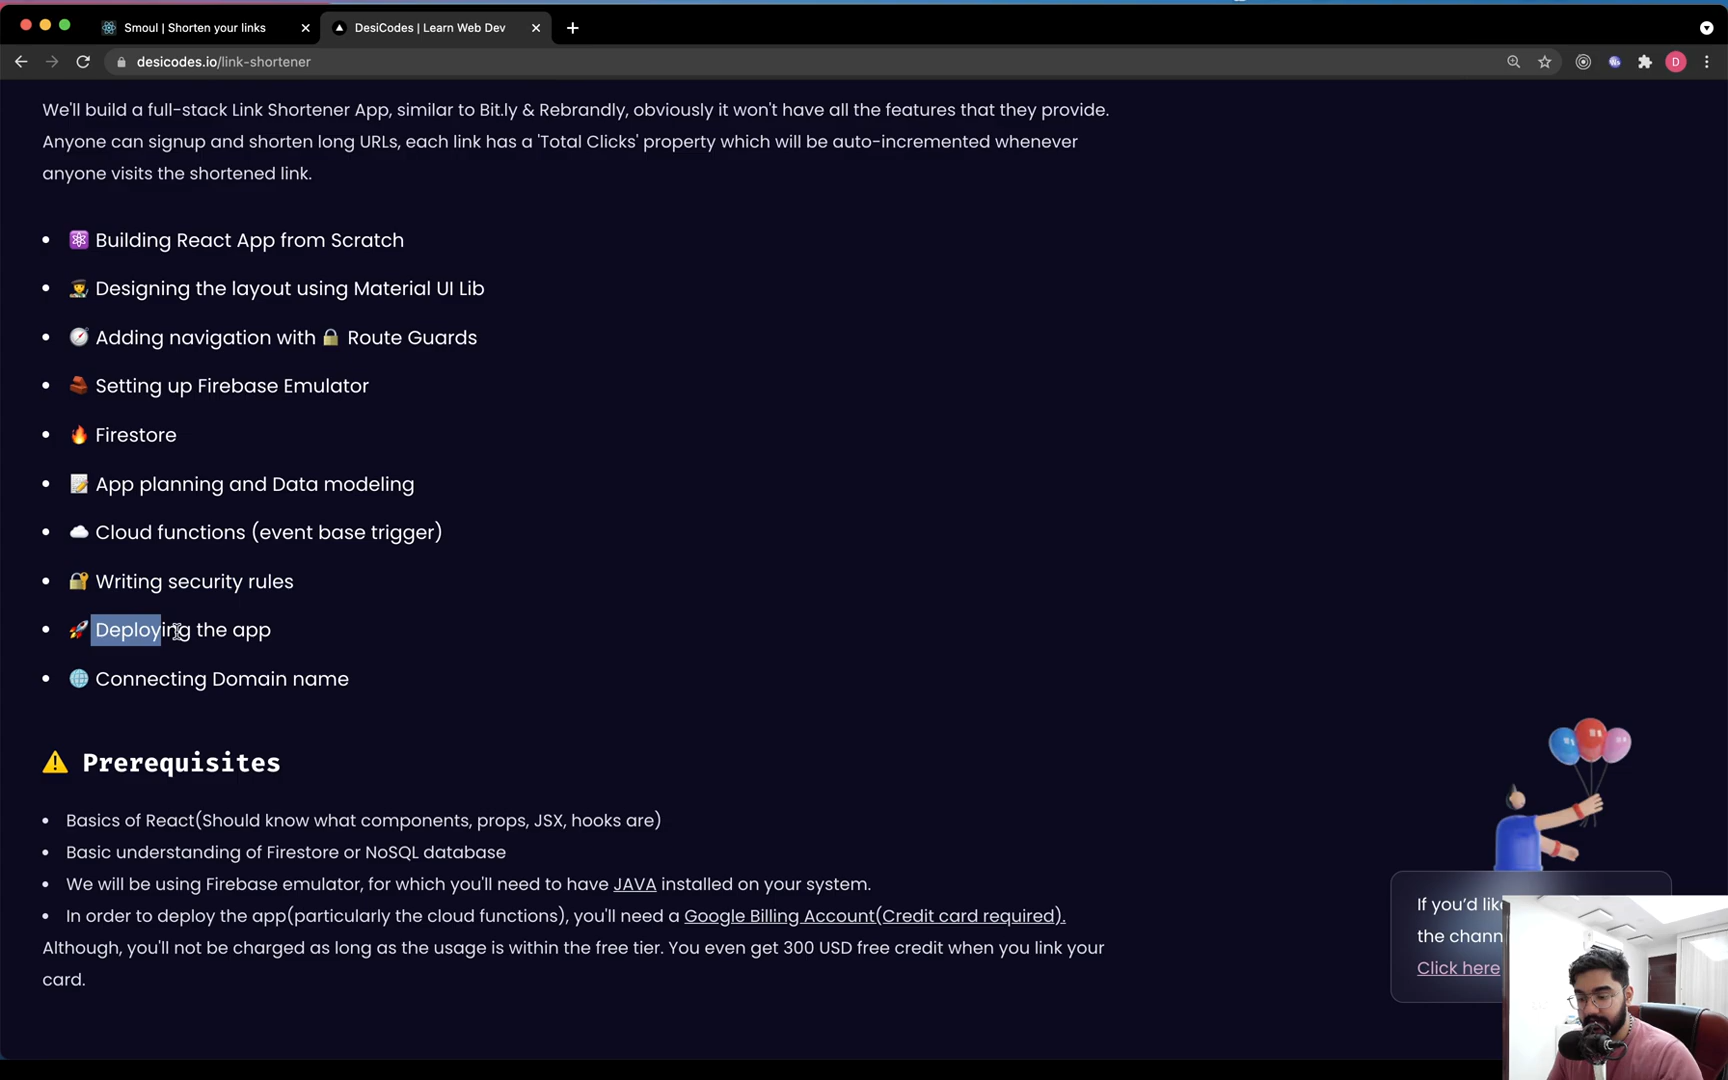 Smoul | Shorten your links
DesiCodes | Learn Web Dev
desicodes.io/link-shortener
D
We'll build a full-stack Link Shortener App, similar to Bit.ly & Rebrandly, obviously it won't have all the features that they provide.
Anyone can signup and shorten long URLs, each link has a 'Total Clicks' property which will be auto-incremented whenever
anyone visits the shortened link.
Building React App from Scratch
Designing the layout using Material UI Lib
Adding navigation with 🔒 Route Guards
Setting up Firebase Emulator
Firestore
App planning and Data modeling
Cloud functions (event base trigger)
Writing security rules
Deploying the app
Connecting Domain name
Prerequisites
Basics of React(Should know what components, props, JSX, hooks are)
Basic understanding of Firestore or NoSQL database
We will be using Firebase emulator, for which you'll need to have JAVA installed on your system.
In order to deploy the app(particularly the cloud functions), you'll need a Google Billing Account(Credit card required).
Although, you'll not be charged as long as the usage is within the free tier. You even get 300 USD free credit when you link your
card.
If you'd
the
Click here